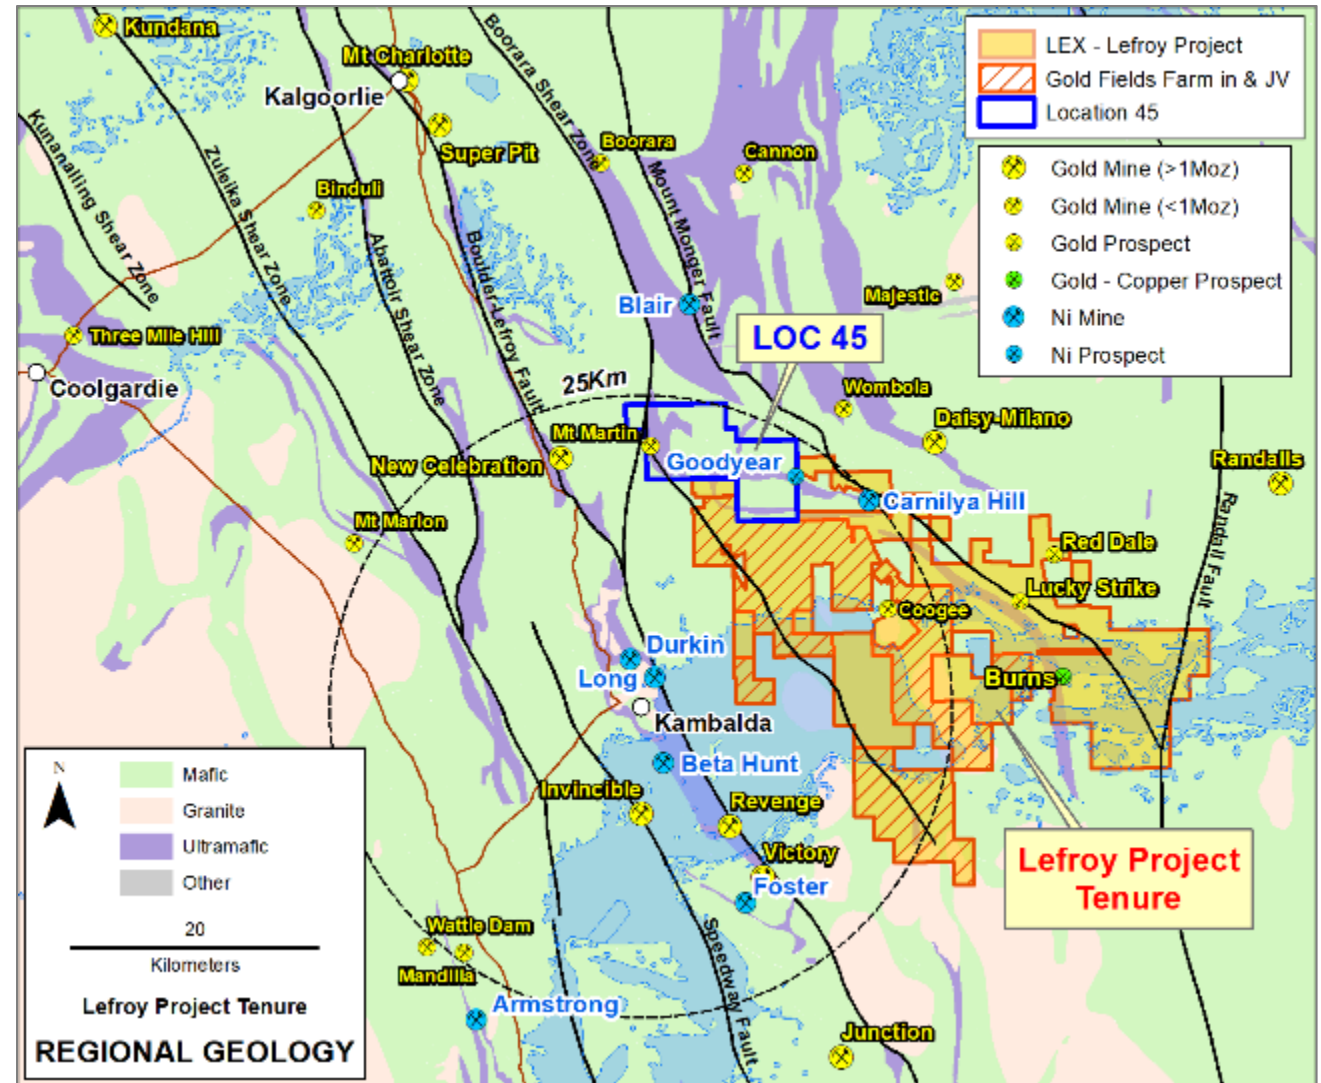 Kundana
Mt Charlotte
Kalgoorlie
Super Pit
Boorara Shear Zone
Boorara
Cannon
Kunanalling Shear Zone
Zuleika Shear Zone
Binduli
Abattoir Shear Zone
Boulder-Lefroy Fault
Mount Monger Fault
Majestic
Blair
LOC 45
Three Mile Hill
Coolgardie
25Km
Wombola
Daisy-Milano
Mt Martin
New Celebration
Goodyear
Carnilya Hill
Randalls
Randall Fault
Mt Marion
Red Dale
Lucky Strike
Coogee
Durkin
Long
Burns
Kambalda
Beta Hunt
Invincible
Revenge
Victory
Foster
Lefroy Project
Tenure
Wattle Dam
Mandilla
Speedway Fault
Armstrong
Junction
LEX - Lefroy Project
Gold Fields Farm in & JV
Location 45
Gold Mine (>1Moz)
Gold Mine (<1Moz)
Gold Prospect
Gold - Copper Prospect
Ni Mine
Ni Prospect
N
Mafic
Granite
Ultramafic
Other
20
Kilometers
Lefroy Project Tenure
REGIONAL GEOLOGY